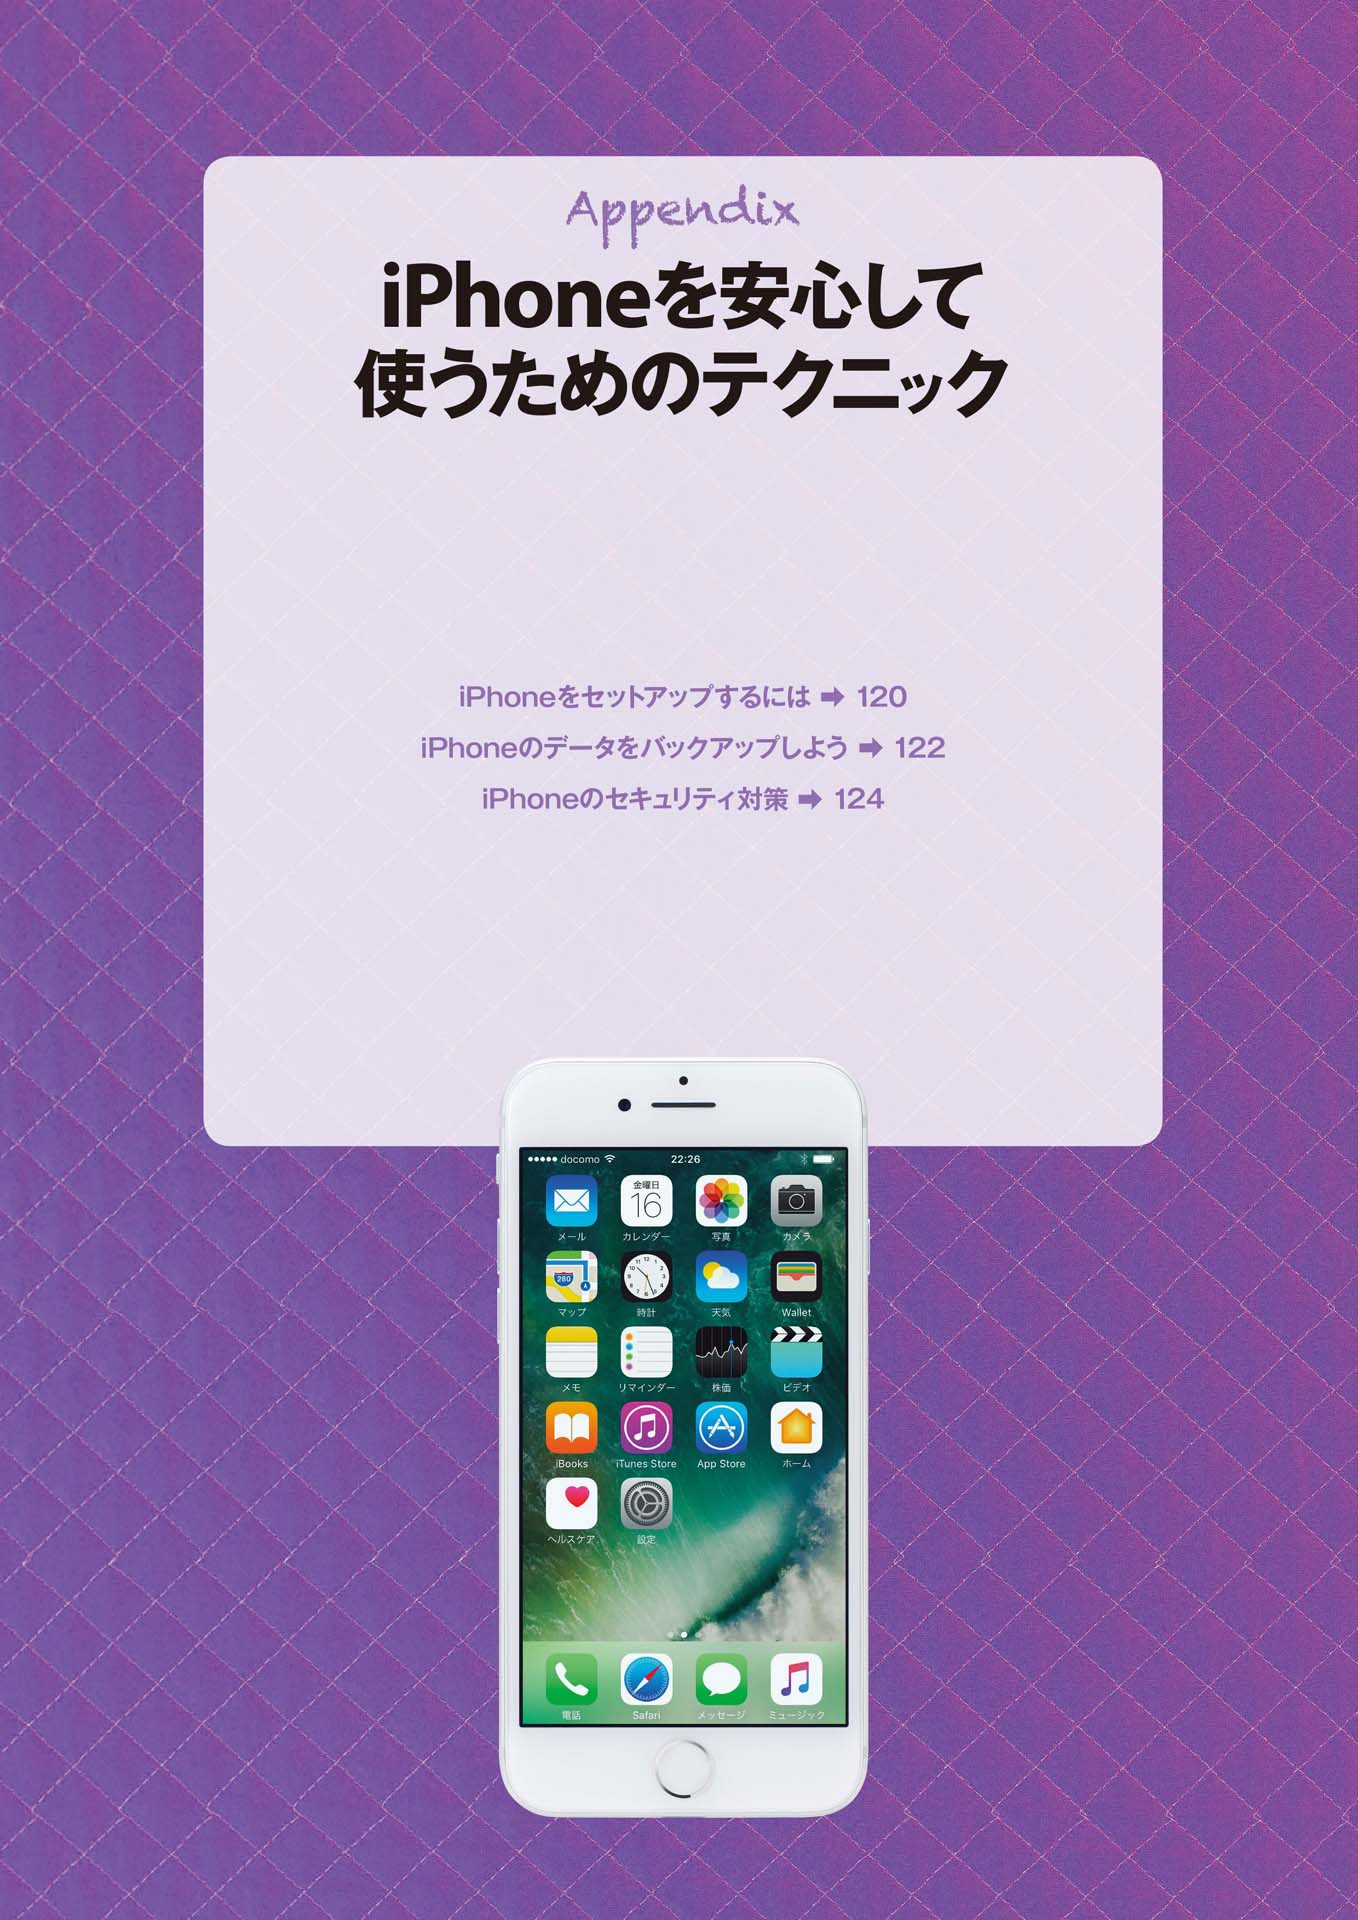 Appendix
iPhoneを安心して
使うためのテクニック
iPhoneをセットアップするには ➡ 120
iPhoneのデータをバックアップしよう ➡ 122
iPhoneのセキュリティ対策 ➡ 124
docomo 22:26
金曜日
16
メール カレンダー 写真 カメラ
280
マップ 時計 天気 Wallet
メモ リマインダー 株価 ビデオ
iBooks iTunes Store App Store ホーム
ヘルスケア 設定
電話 Safari メッセージ ミュージック